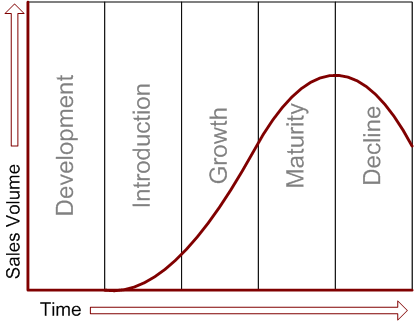 Sales Volume
Development
Introduction
Growth
Maturity
Decline
Time